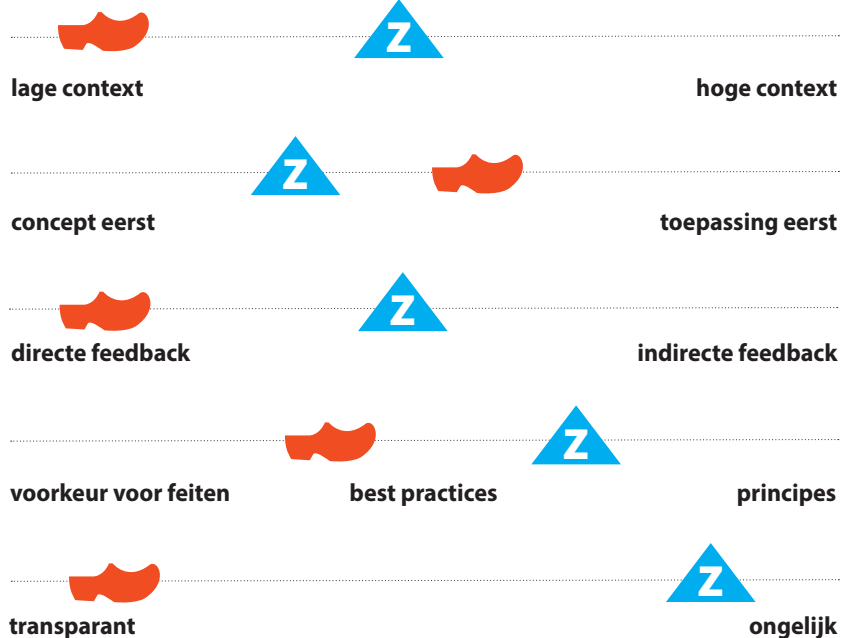 Z
lage context hoge context
Z
concept eerst toepassing eerst
Z
directe feedback indirecte feedback
Z
voorkeur voor feiten best practices principes
Z
transparant ongelijk